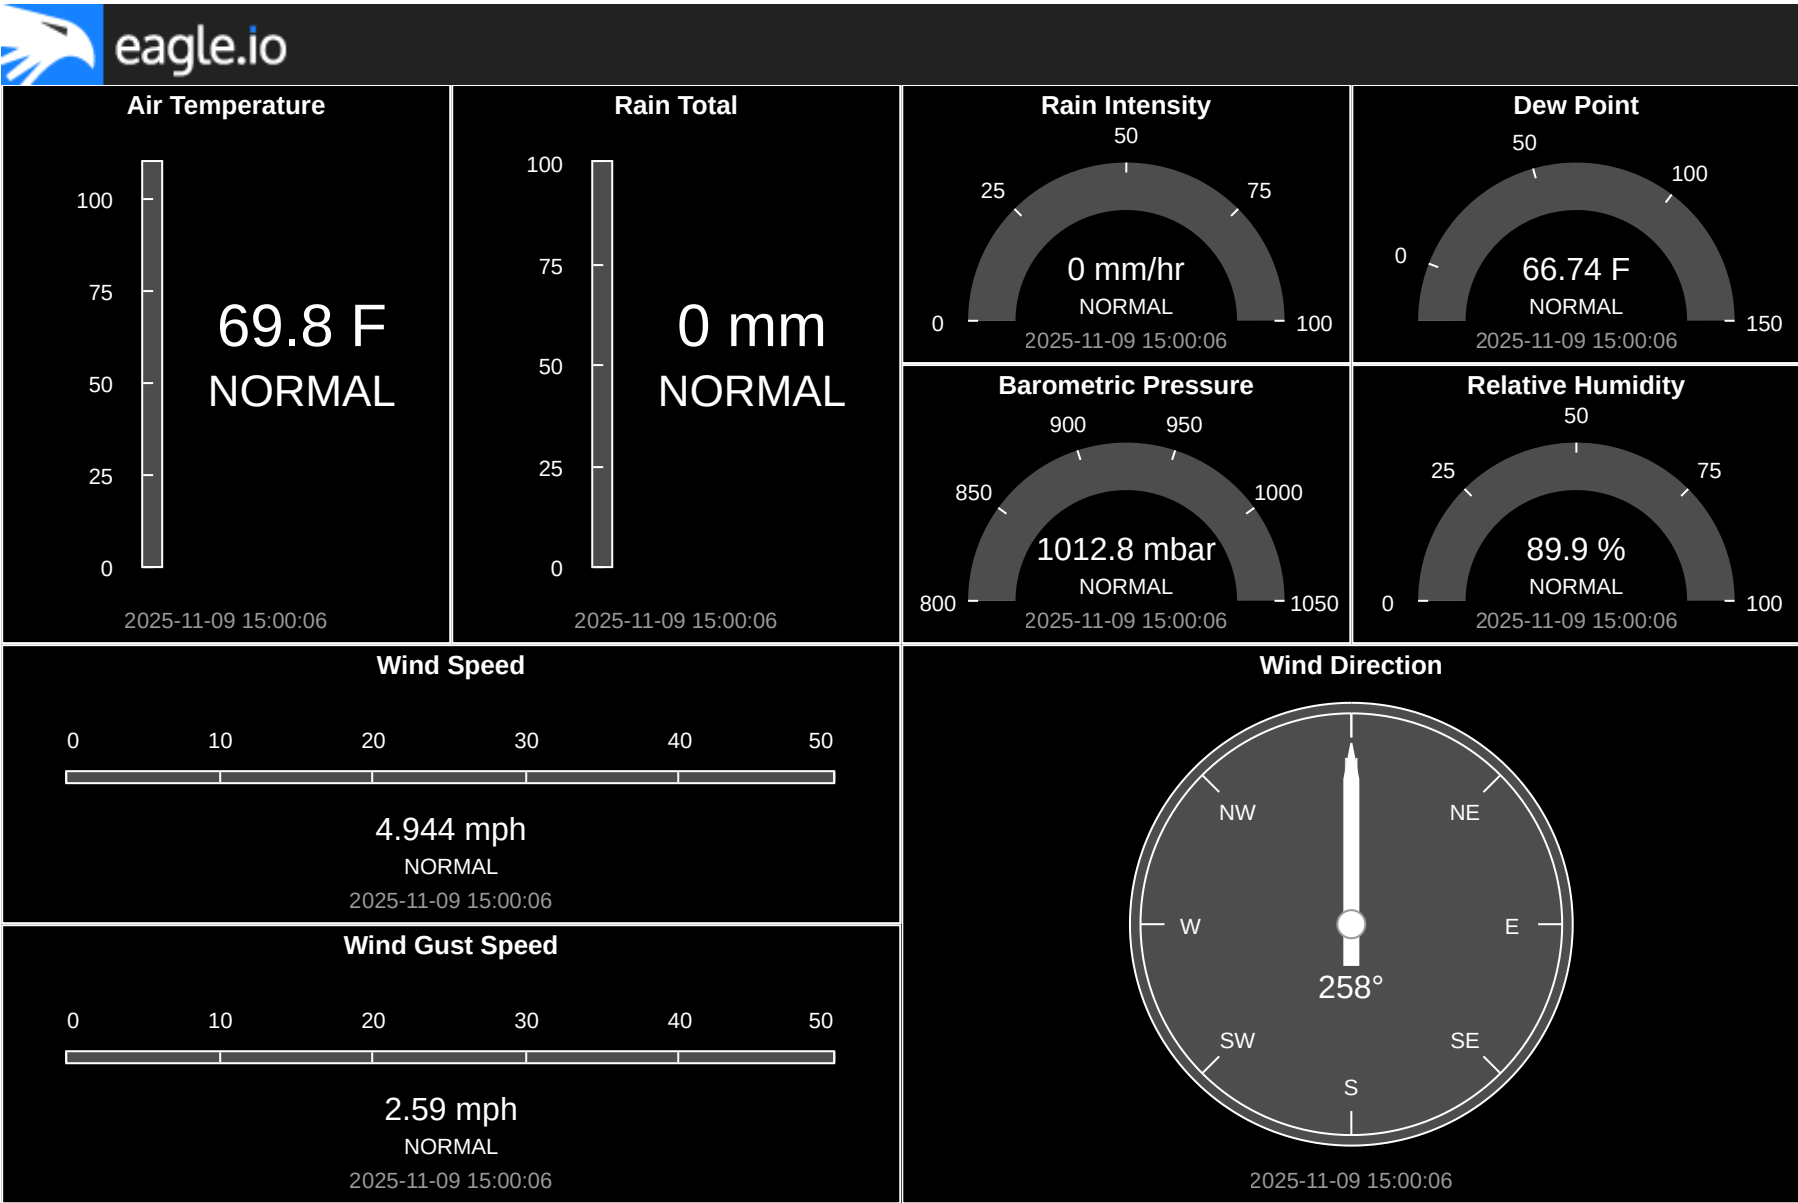 eagle.io
Air Temperature
100
75
50
25
0
69.8 F
NORMAL
2025-11-09 15:00:06
Rain Total
100
75
50
25
0
0 mm
NORMAL
2025-11-09 15:00:06
Rain Intensity
0
25
50
75
100
0 mm/hr
NORMAL
2025-11-09 15:00:06
Dew Point
0
50
100
150
66.74 F
NORMAL
2025-11-09 15:00:06
Barometric Pressure
800
850
900
950
1000
1050
1012.8 mbar
NORMAL
2025-11-09 15:00:06
Relative Humidity
0
25
50
75
100
89.9 %
NORMAL
2025-11-09 15:00:06
Wind Speed
0 10 20 30 40 50
4.944 mph
NORMAL
2025-11-09 15:00:06
Wind Gust Speed
0 10 20 30 40 50
2.59 mph
NORMAL
2025-11-09 15:00:06
Wind Direction
NW NE
W E
258°
SW SE
S
2025-11-09 15:00:06